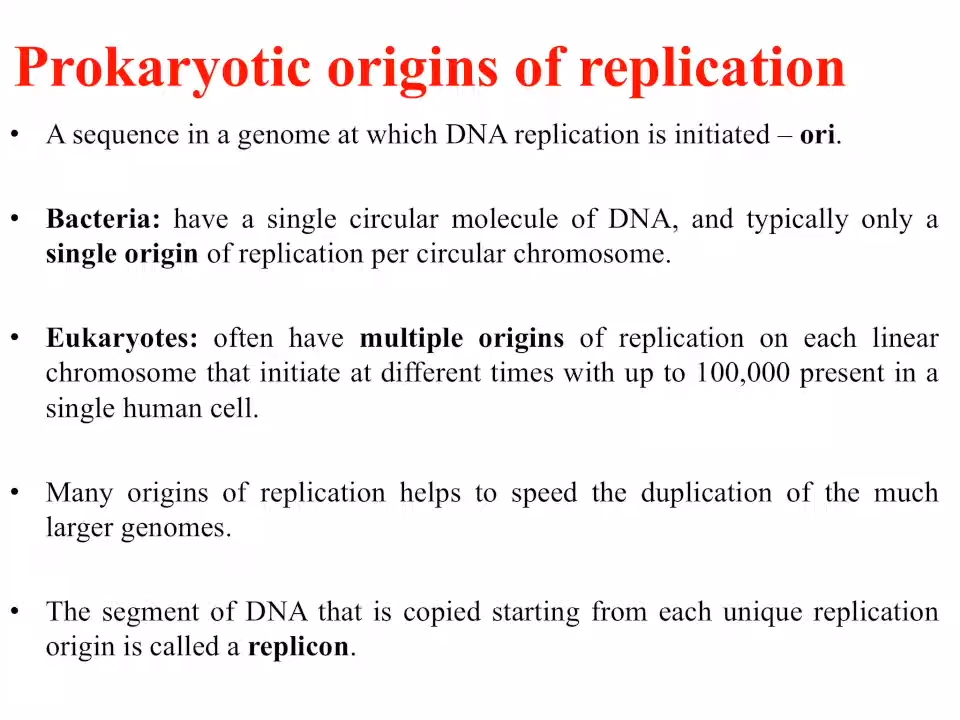 Prokaryotic origins of replication
• A sequence in a genome at which DNA replication is initiated – ori.
• Bacteria: have a single circular molecule of DNA, and typically only a
single origin of replication per circular chromosome.
• Eukaryotes: often have multiple origins of replication on each linear
chromosome that initiate at different times with up to 100,000 present in a
single human cell.
• Many origins of replication helps to speed the duplication of the much
larger genomes.
• The segment of DNA that is copied starting from each unique replication
origin is called a replicon.